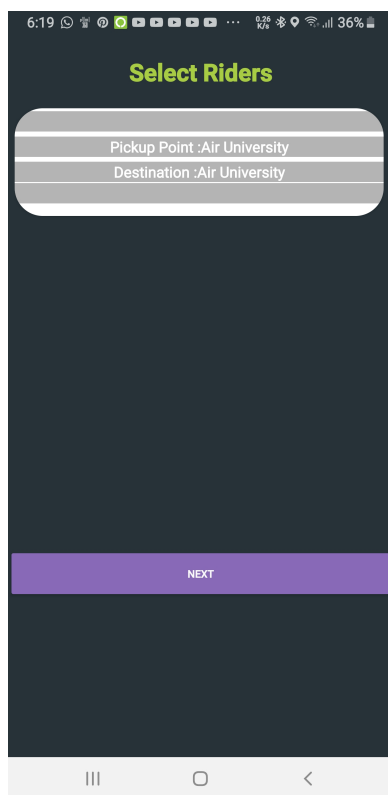 6:19 0.26 K/s 36%
Select Riders
Pickup Point :Air University
Destination :Air University
NEXT